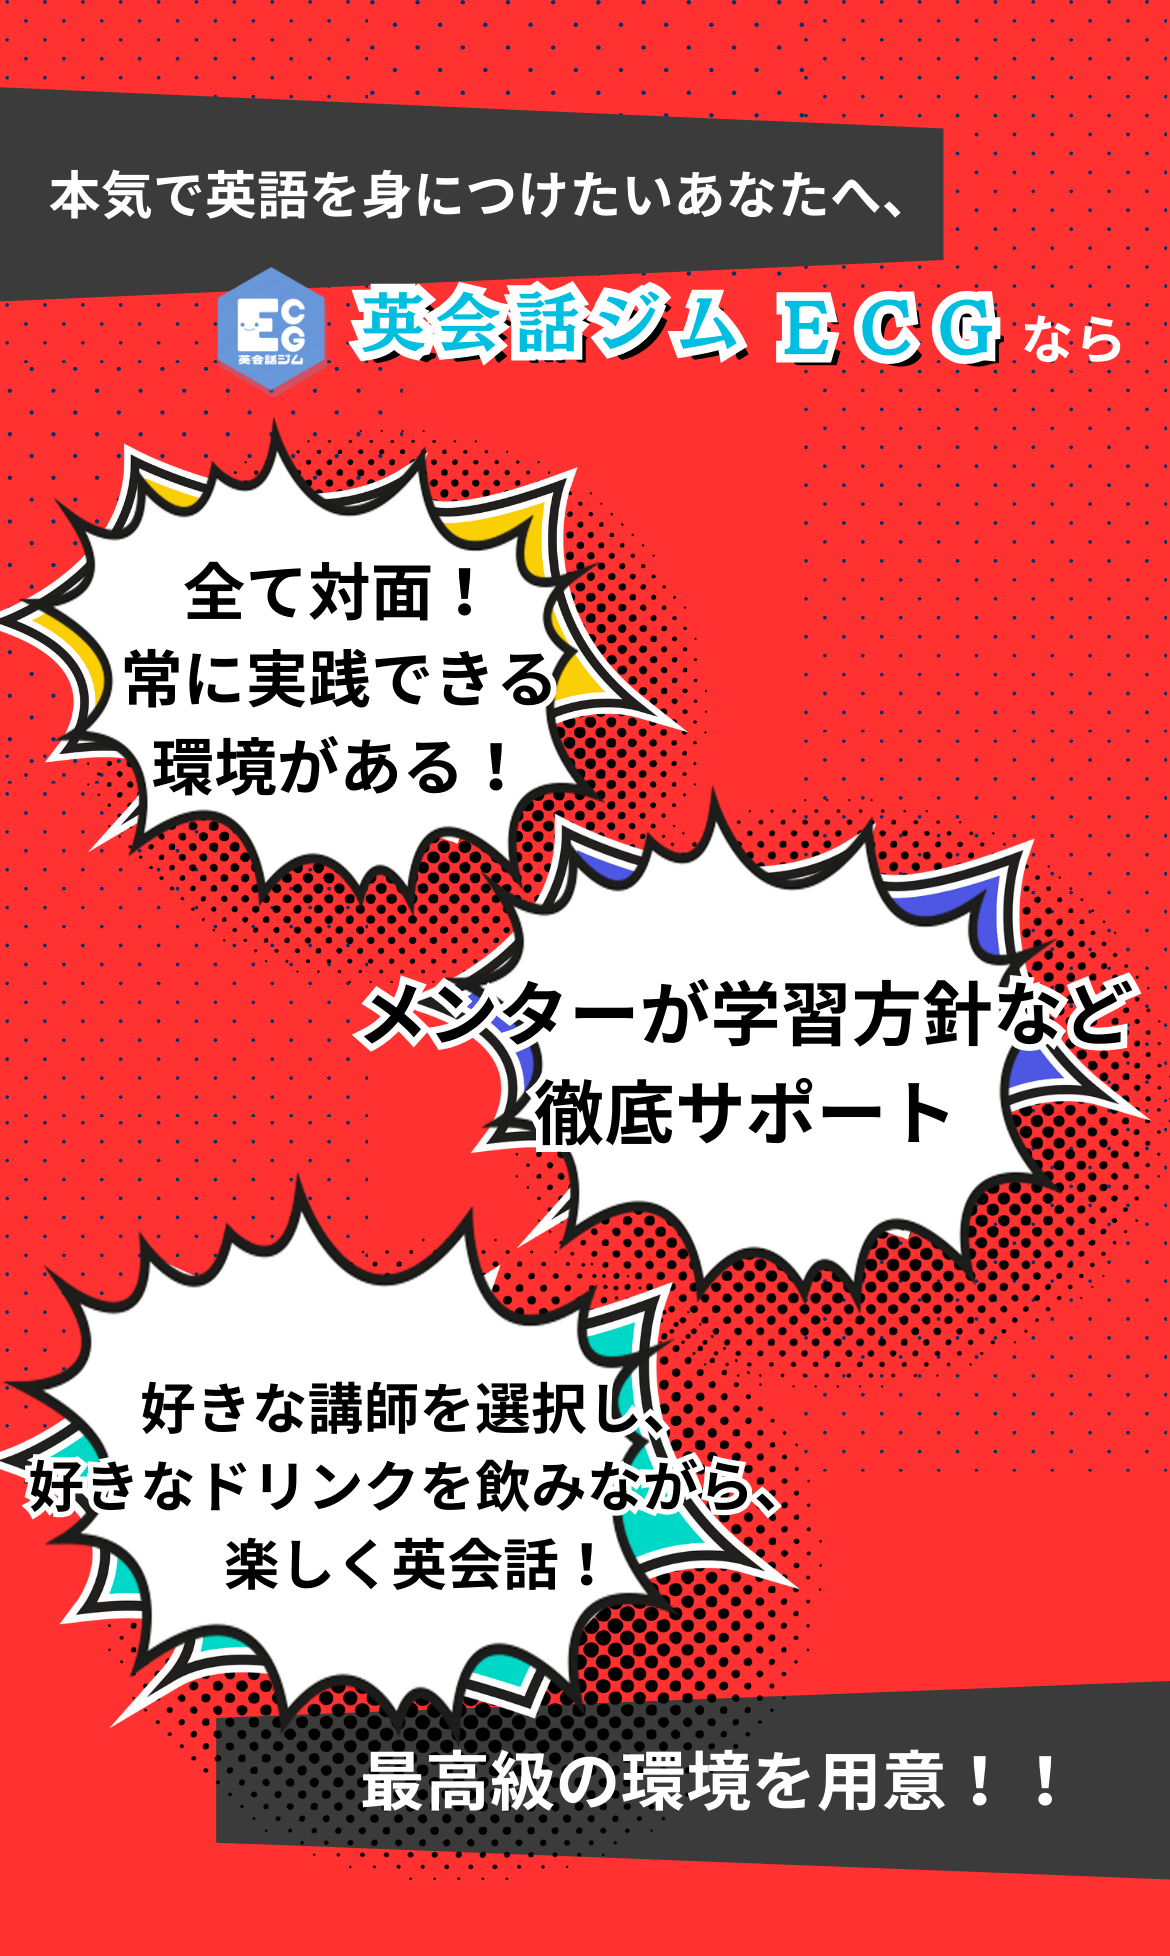 本気で英語を身につけたいあなたへ、
ECG
英会話ジム
英会話ジム ECG なら
全て対面！
常に実践できる
環境がある！
メンターが学習方針など
徹底サポート
好きな講師を選択し、
好きなドリンクを飲みながら、
楽しく英会話！
最高級の環境を用意！！